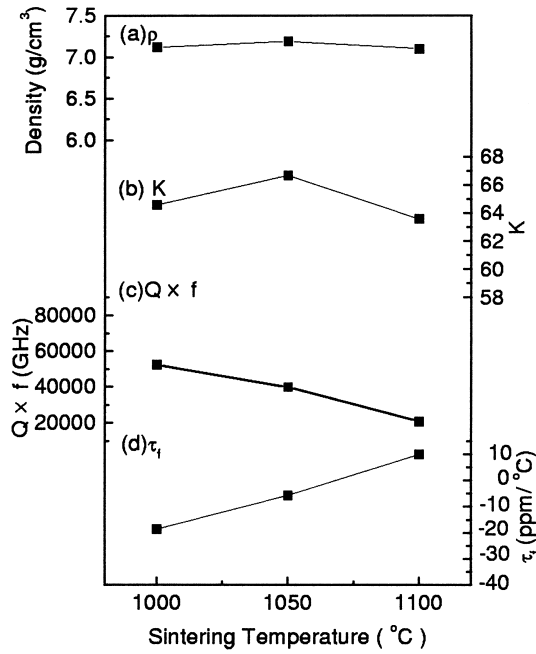 7.5
(a)ρ
7.0
6.5
6.0
Density (g/cm³)
68
66
64
62
60
58
K
(b) K
(c)Q × f
80000
60000
40000
20000
Q × f (GHz)
(d)τf
10
0
-10
-20
-30
-40
τf (ppm/ °C)
1000 1050 1100
Sintering Temperature ( °C)